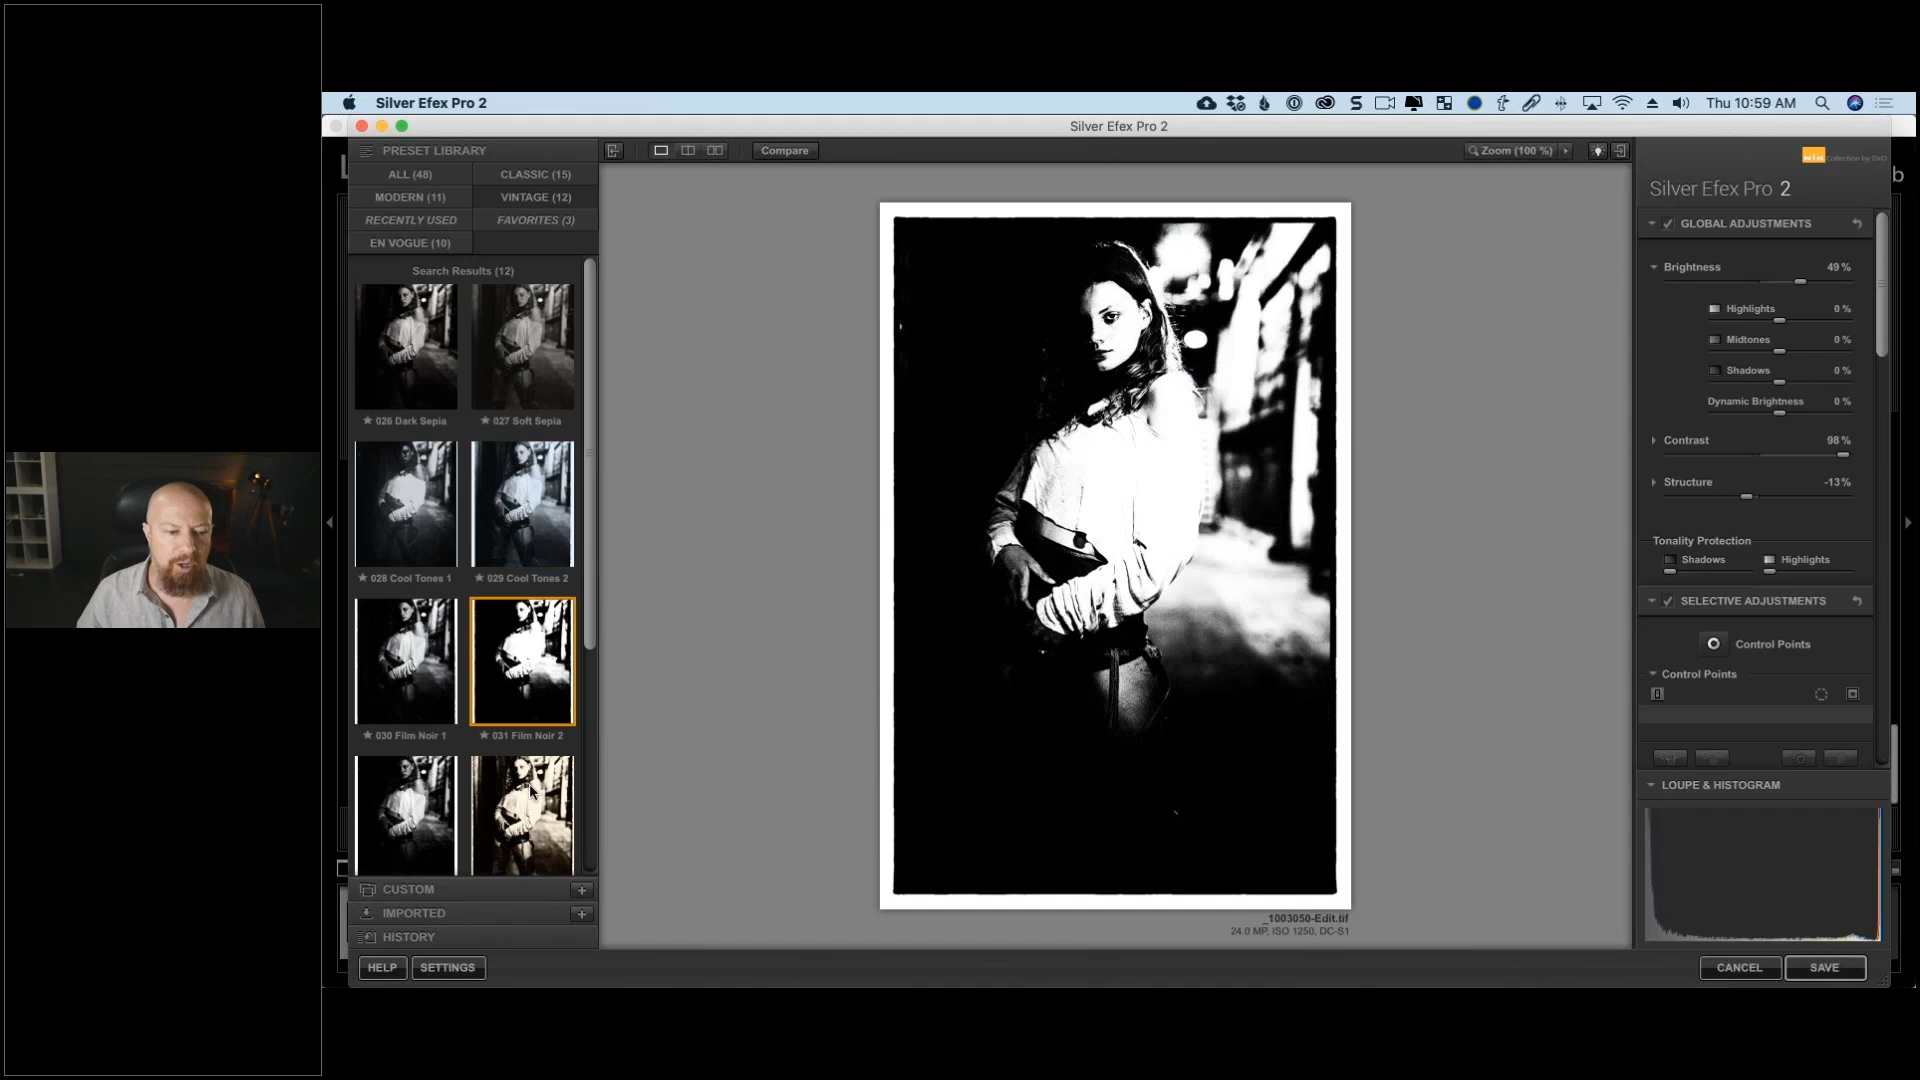 Silver Efex Pro 2
Thu 10:59 AM
Silver Efex Pro 2
PRESET LIBRARY
ALL (48)
CLASSIC (15)
MODERN (11)
VINTAGE (12)
RECENTLY USED
FAVORITES (3)
EN VOGUE (10)
Search Results (12)
026 Dark Sepia
027 Soft Sepia
028 Cool Tones 1
029 Cool Tones 2
030 Film Noir 1
031 Film Noir 2
CUSTOM
IMPORTED
HISTORY
HELP
SETTINGS
Compare
Zoom (100 %)
_1003050-Edit.tif
24.0 MP, ISO 1250, DC-S1
Nik Collection by DxO
Silver Efex Pro 2
GLOBAL ADJUSTMENTS
Brightness 49 %
Highlights 0 %
Midtones 0 %
Shadows 0 %
Dynamic Brightness 0 %
Contrast 98 %
Structure -13 %
Tonality Protection
Shadows Highlights
SELECTIVE ADJUSTMENTS
Control Points
Control Points
LOUPE & HISTOGRAM
CANCEL
SAVE
b